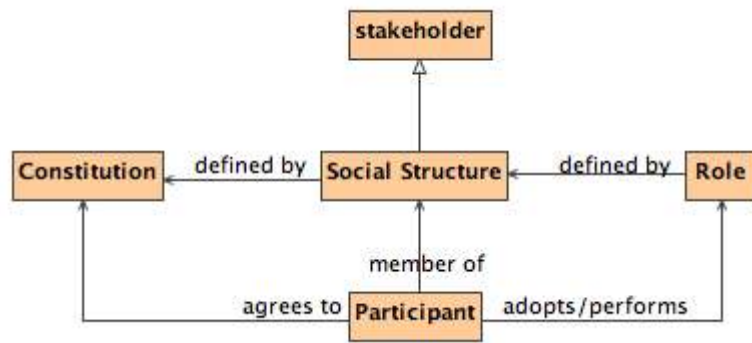 stakeholder
Constitution
defined by
Social Structure
defined by
Role
member of
agrees to
Participant
adopts/performs